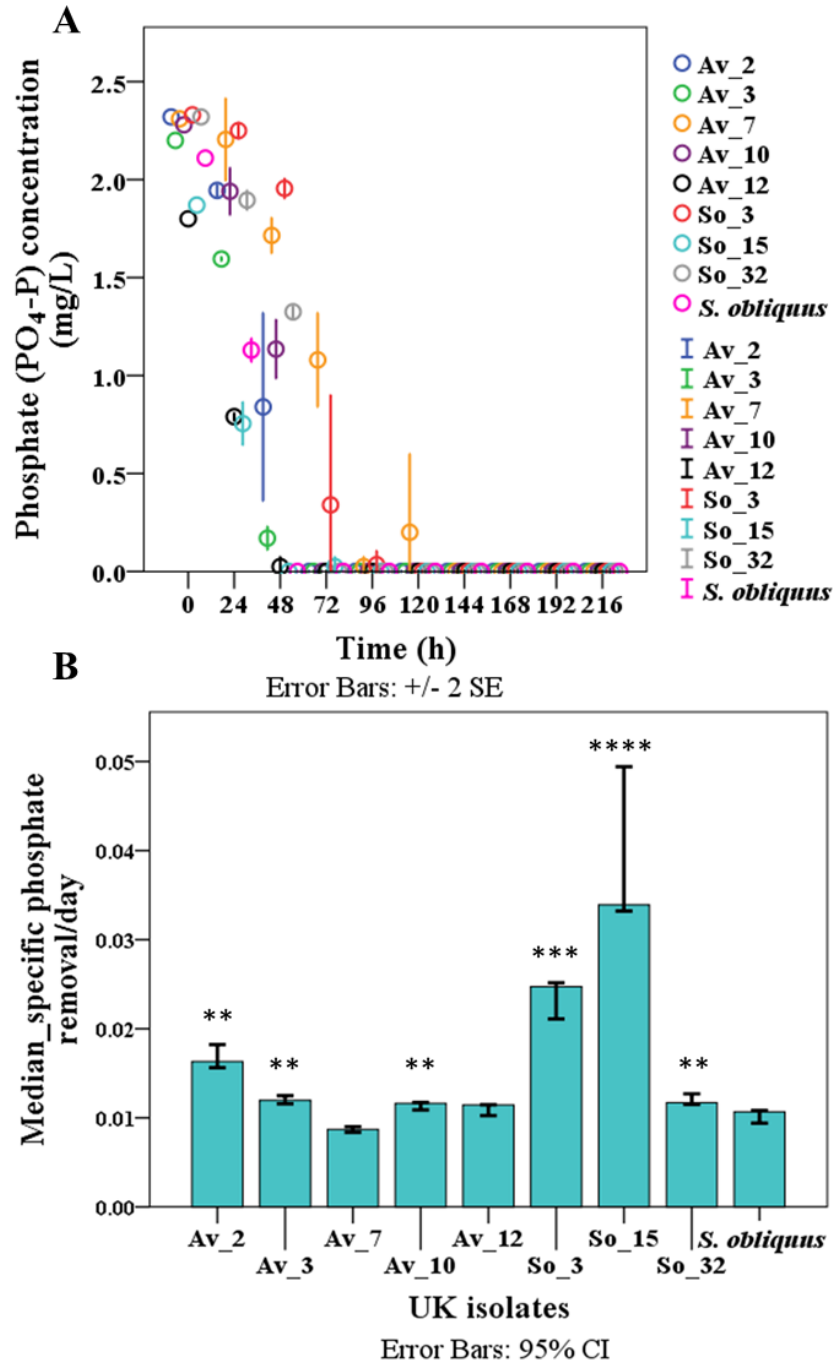 A
Phosphate (PO4-P) concentration
(mg/L)
2.5
2.0
1.5
1.0
0.5
0.0
0 24 48 72 96 120 144 168 192 216
Time (h)
Error Bars: +/- 2 SE
Av_2
Av_3
Av_7
Av_10
Av_12
So_3
So_15
So_32
S. obliquus
Av_2
Av_3
Av_7
Av_10
Av_12
So_3
So_15
So_32
S. obliquus
B
Median_specific phosphate
removal/day
0.05
0.04
0.03
0.02
0.01
0.00
** ** ** *** **** **
Av_2 Av_7 Av_12 So_15 S. obliquus
Av_3 Av_10 So_3 So_32
UK isolates
Error Bars: 95% CI